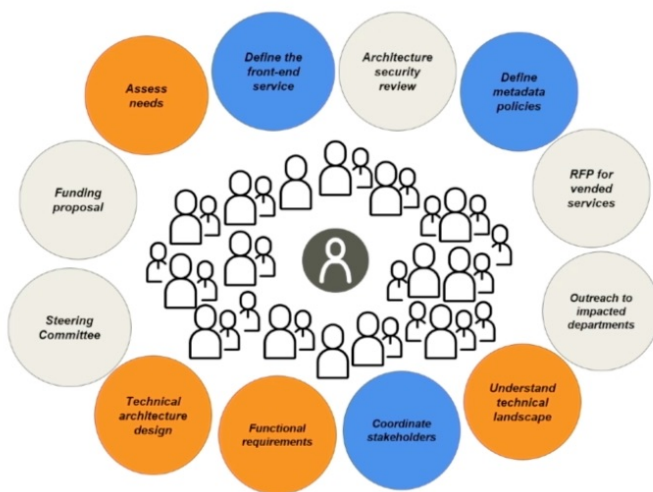 Assess
needs
Define the
front-end
service
Architecture
security
review
Define
metadata
policies
RFP for
vended
services
Outreach to
impacted
departments
Understand
technical
landscape
Coordinate
stakeholders
Functional
requirements
Technical
architecture
design
Steering
Committee
Funding
proposal